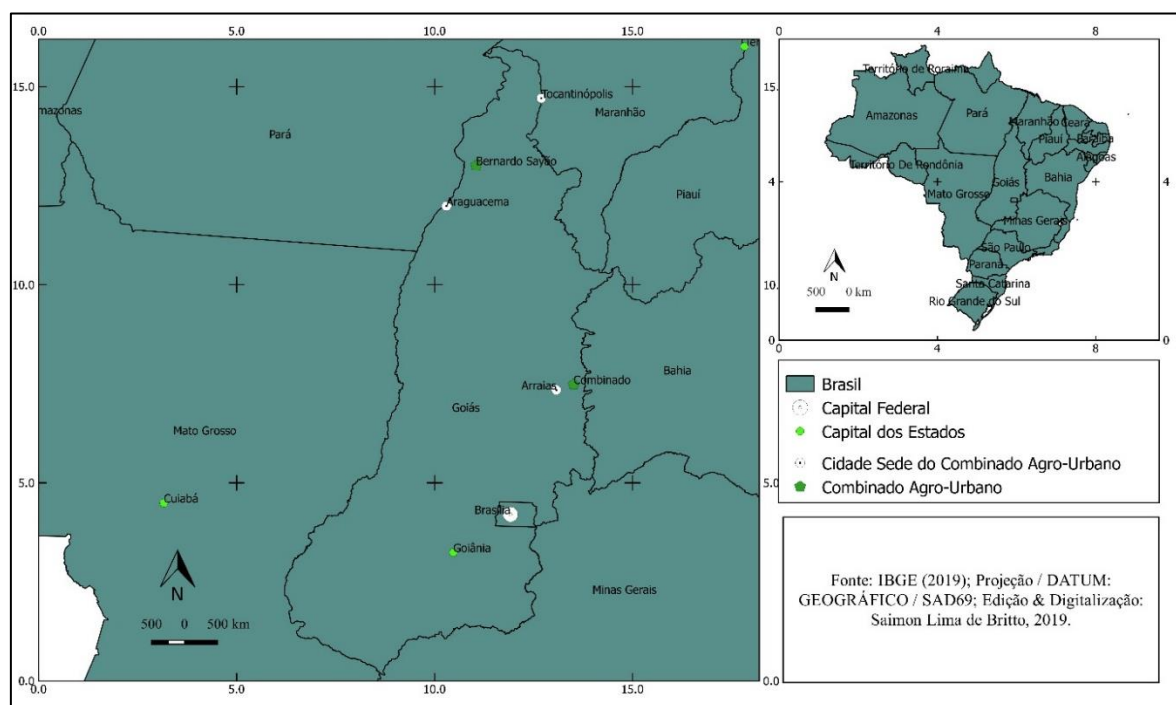 0.0 5.0 10.0 15.0
15.0
10.0
5.0
0.0
Tocantinópolis
Maranhão
Pará
Bernardo Sayão
Piauí
Araguacema
Arraias
Combinado
Bahia
Goiás
Mato Grosso
Cuiabá
Brasília
Goiânia
Minas Gerais
N
500 0 500 km
0.0 5.0 10.0 15.0
0 4 8
15.
4
10.
5.0
0.0
Território de Roraima
Amazonas
Pará
Maranhão
Ceará
Piauí
Paraíba
Alagoas
Território De Rondônia
Bahia
Goiás
Mato Grosso
4
Minas Gerais
São Paulo
Paraná
Santa Catarina
Rio Grande do Sul
N
500 0 km
0
0 4 8
Brasil
Capital Federal
Capital dos Estados
Cidade Sede do Combinado Agro-Urbano
Combinado Agro-Urbano
Fonte: IBGE (2019); Projeção / DATUM:
GEOGRÁFICO / SAD69; Edição & Digitalização:
Saimon Lima de Britto, 2019.